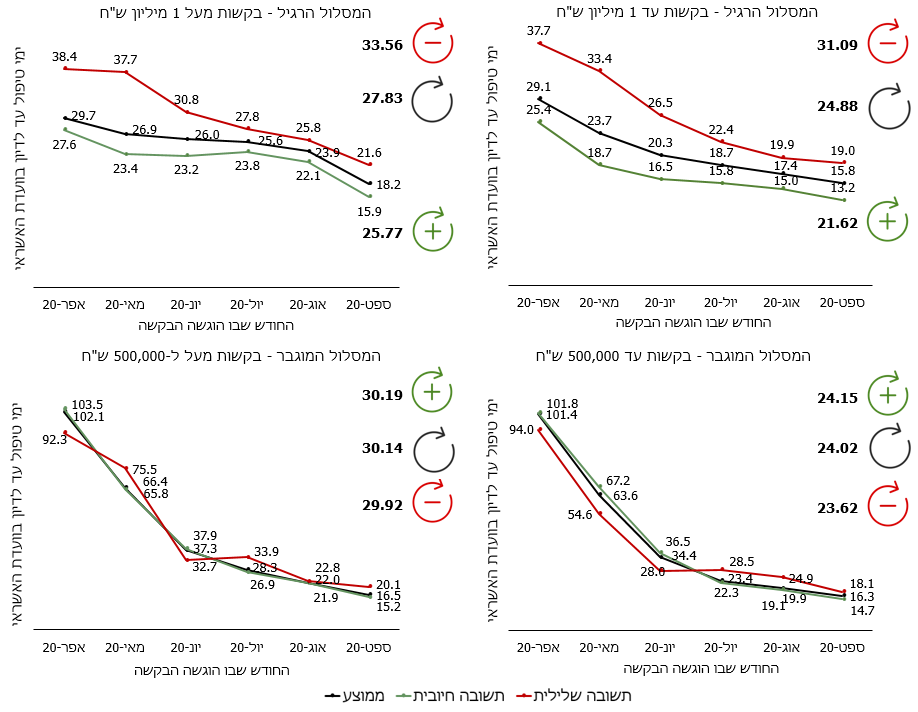 המסלול הרגיל - בקשות עד 1 מיליון ש"ח
ימי טיפול עד לדיון בוועדת האשראי
37.7
33.4
26.5
22.4
19.9
19.0
29.1
23.7
20.3
18.7
17.4
15.8
25.4
18.7
16.5
15.8
15.0
13.2
31.09
24.88
21.62
אפר-20
מאי-20
יונ-20
יול-20
אוג-20
ספט-20
החודש שבו הוגשה הבקשה
המסלול הרגיל - בקשות מעל 1 מיליון ש"ח
ימי טיפול עד לדיון בוועדת האשראי
38.4
37.7
30.8
27.8
25.8
21.6
29.7
26.9
26.0
25.6
23.9
18.2
27.6
23.4
23.2
23.8
22.1
15.9
33.56
27.83
25.77
אפר-20
מאי-20
יונ-20
יול-20
אוג-20
ספט-20
החודש שבו הוגשה הבקשה
המסלול המוגבר - בקשות עד 500,000 ש"ח
ימי טיפול עד לדיון בוועדת האשראי
101.8
101.4
94.0
67.2
63.6
54.6
36.5
34.4
28.0
28.5
23.4
22.3
24.9
19.9
19.1
18.1
16.3
14.7
24.15
24.02
23.62
אפר-20
מאי-20
יונ-20
יול-20
אוג-20
ספט-20
החודש שבו הוגשה הבקשה
המסלול המוגבר - בקשות מעל ל-500,000 ש"ח
ימי טיפול עד לדיון בוועדת האשראי
103.5
102.1
92.3
75.5
66.4
65.8
37.9
37.3
32.7
33.9
28.3
26.9
22.8
22.0
21.9
20.1
16.5
15.2
30.19
30.14
29.92
אפר-20
מאי-20
יונ-20
יול-20
אוג-20
ספט-20
החודש שבו הוגשה הבקשה
תשובה שלילית
תשובה חיובית
ממוצע